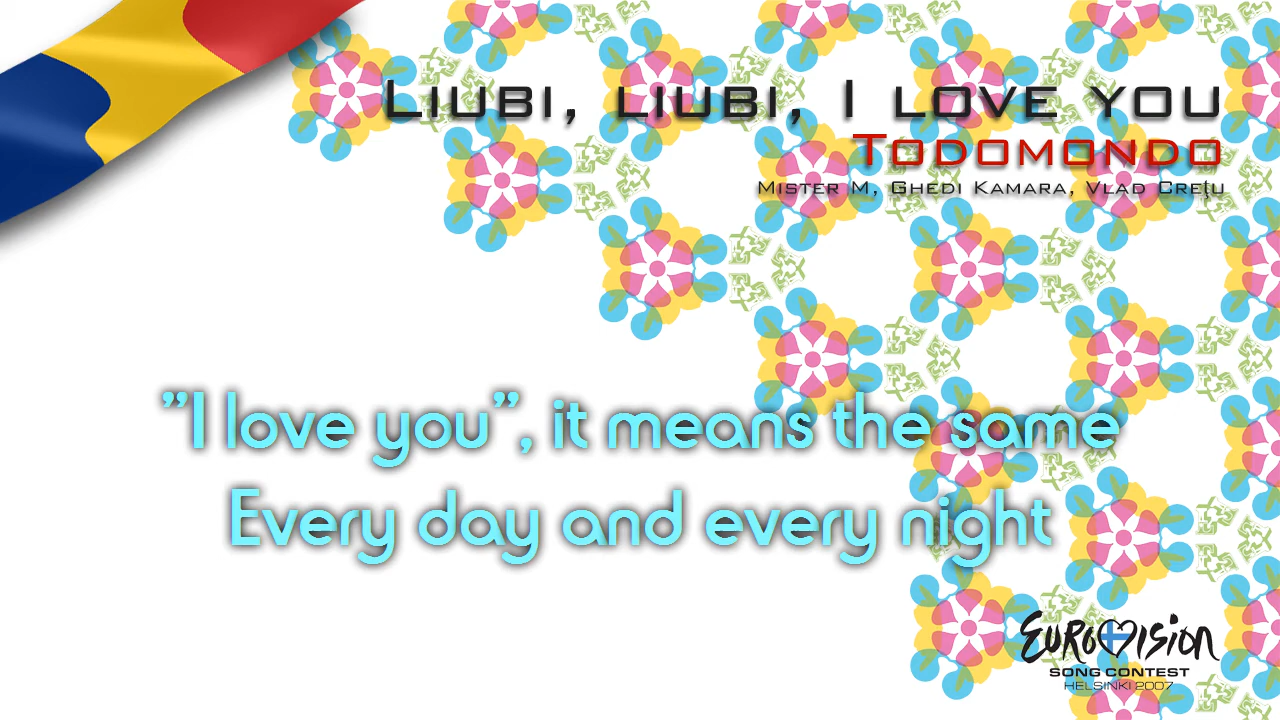 Liubi, liubi, I love you
Todomondo
Mister M, Ghedi Kamara, Vlad Crețu
"I love you", it means the same
Every day and every night
EUROVISION
SONG CONTEST
HELSINKI 2007